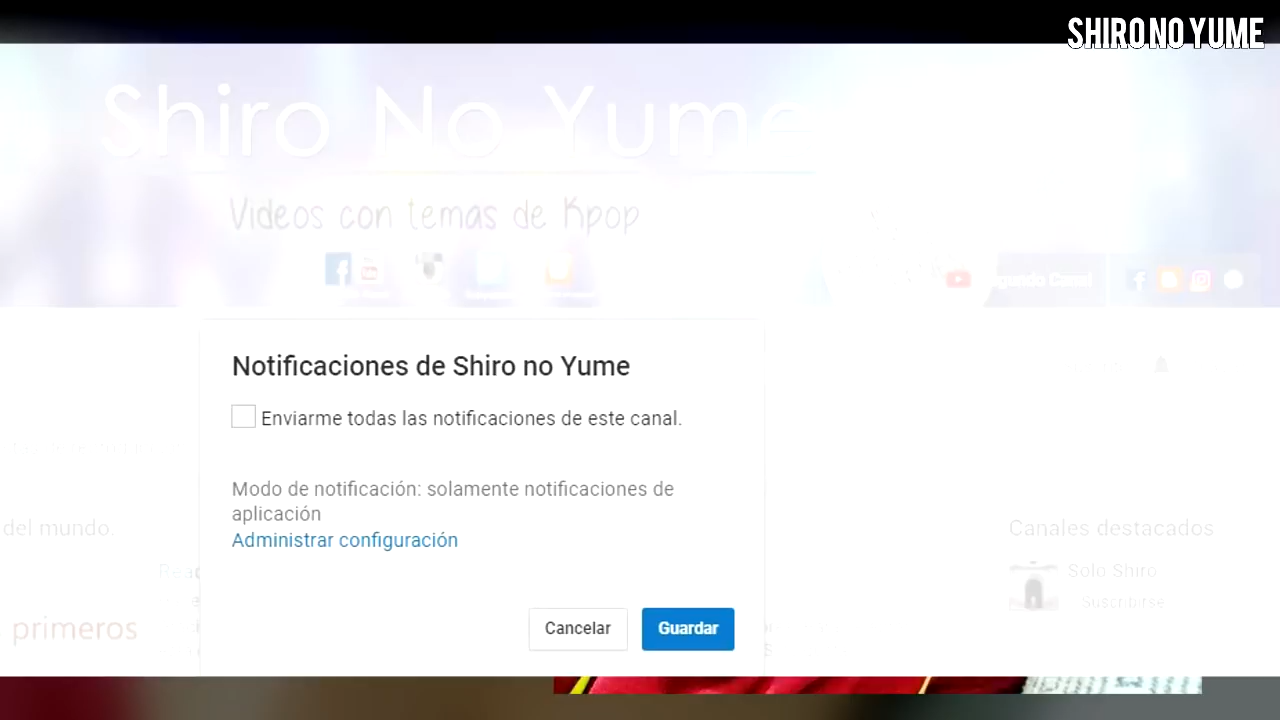 SHIRO NO YUME
Shiro No Yume
Videos con temas de Kpop
Segundo Canal
Notificaciones de Shiro no Yume
Enviarme todas las notificaciones de este canal.
Modo de notificación: solamente notificaciones de
aplicación
Administrar configuración
Cancelar
Guardar
del mundo.
primeros
Canales destacados
Solo Shiro
Suscribirse